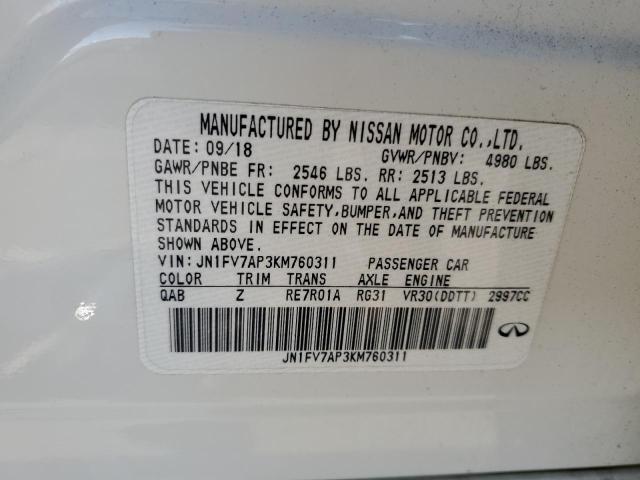 MANUFACTURED BY NISSAN MOTOR CO.,LTD.
DATE: 09/18 GVWR/PNBV: 4980 LBS.
GAWR/PNBE FR: 2546 LBS. RR: 2513 LBS.
THIS VEHICLE CONFORMS TO ALL APPLICABLE FEDERAL
MOTOR VEHICLE SAFETY,BUMPER,AND THEFT PREVENTION
STANDARDS IN EFFECT ON THE DATE OF MANUFACTURE
SHOWN ABOVE.
VIN: JN1FV7AP3KM760311 PASSENGER CAR
COLOR TRIM TRANS AXLE ENGINE
QAB Z RE7R01A RG31 VR30(DDTT) 2997CC
JN1FV7AP3KM760311